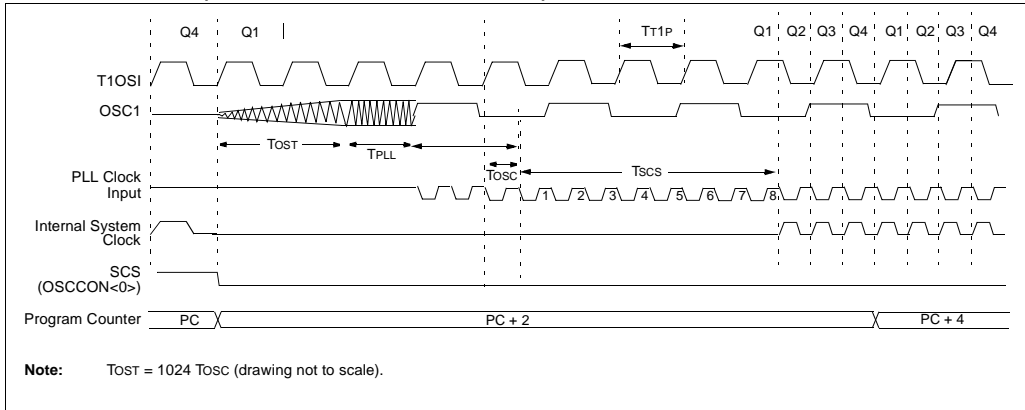 Q4 Q1 TT1P Q1 Q2 Q3 Q4 Q1 Q2 Q3 Q4
T1OSI
OSC1
TOST TPLL
TOSC TSCS
PLL Clock
Input
1 2 3 4 5 6 7 8
Internal System
Clock
SCS
(OSCCON<0>)
Program Counter PC PC + 2 PC + 4
Note: TOST = 1024 TOSC (drawing not to scale).